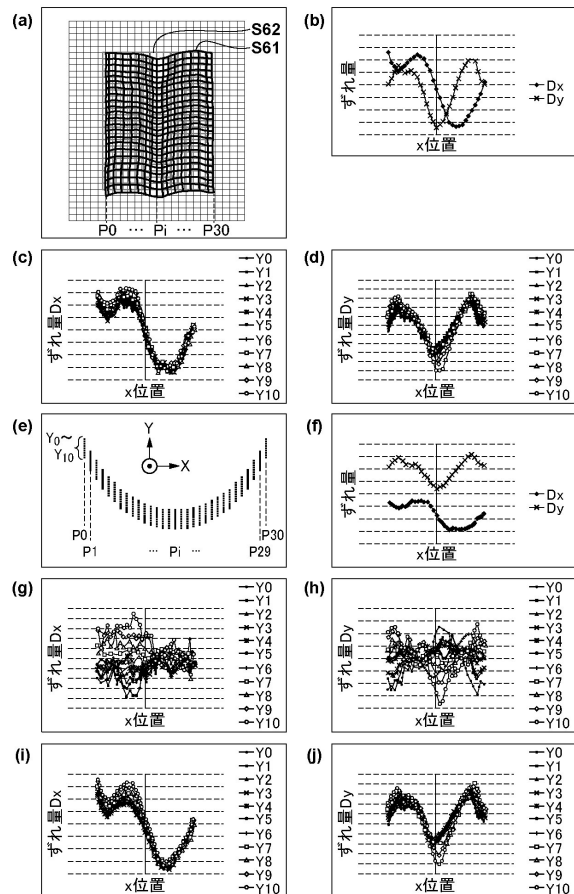 (a)
S62
S61
P0 … Pi … P30
(b)
ずれ量
Dx
Dy
x位置
(c)
ずれ量Dx
Y0
Y1
Y2
Y3
Y4
Y5
Y6
Y7
Y8
Y9
Y10
x位置
(d)
ずれ量Dy
Y0
Y1
Y2
Y3
Y4
Y5
Y6
Y7
Y8
Y9
Y10
x位置
(e)
Y0～
Y10
Y
X
P0
P30
P1 … Pi … P29
(f)
ずれ量
Dx
Dy
x位置
(g)
ずれ量Dx
Y0
Y1
Y2
Y3
Y4
Y5
Y6
Y7
Y8
Y9
Y10
x位置
(h)
ずれ量Dy
Y0
Y1
Y2
Y3
Y4
Y5
Y6
Y7
Y8
Y9
Y10
x位置
(i)
ずれ量Dx
Y0
Y1
Y2
Y3
Y4
Y5
Y6
Y7
Y8
Y9
Y10
x位置
(j)
ずれ量Dy
Y0
Y1
Y2
Y3
Y4
Y5
Y6
Y7
Y8
Y9
Y10
x位置